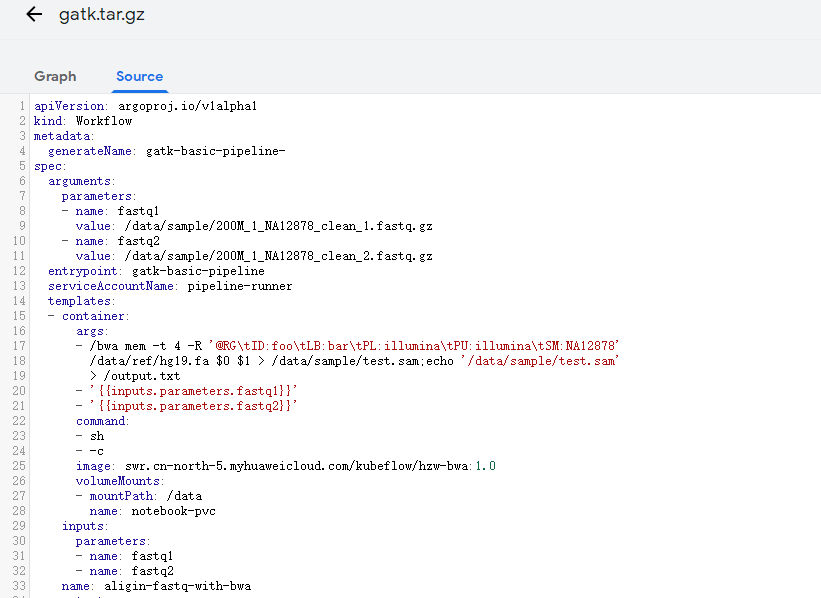 ← gatk.tar.gz
Graph Source
1 apiVersion: argoproj.io/v1alpha1
2 kind: Workflow
3 metadata:
4 generateName: gatk-basic-pipeline-
5 spec:
6 arguments:
7 parameters:
8 - name: fastq1
9 value: /data/sample/200M_1_NA12878_clean_1.fastq.gz
10 - name: fastq2
11 value: /data/sample/200M_1_NA12878_clean_2.fastq.gz
12 entrypoint: gatk-basic-pipeline
13 serviceAccountName: pipeline-runner
14 templates:
15 - container:
16 args:
17 - /bwa mem -t 4 -R '@RG\tID:foo\tLB:bar\tPL:illumina\tPU:illumina\tSM:NA12878'
18 /data/ref/hg19.fa $0 $1 > /data/sample/test.sam;echo '/data/sample/test.sam'
19 > /output.txt
20 - '{{inputs.parameters.fastq1}}'
21 - '{{inputs.parameters.fastq2}}'
22 command:
23 - sh
24 - -c
25 image: swr.cn-north-5.myhuaweicloud.com/kubeflow/hzw-bwa:1.0
26 volumeMounts:
27 - mountPath: /data
28 name: notebook-pvc
29 inputs:
30 parameters:
31 - name: fastq1
32 - name: fastq2
33 name: aligin-fastq-with-bwa